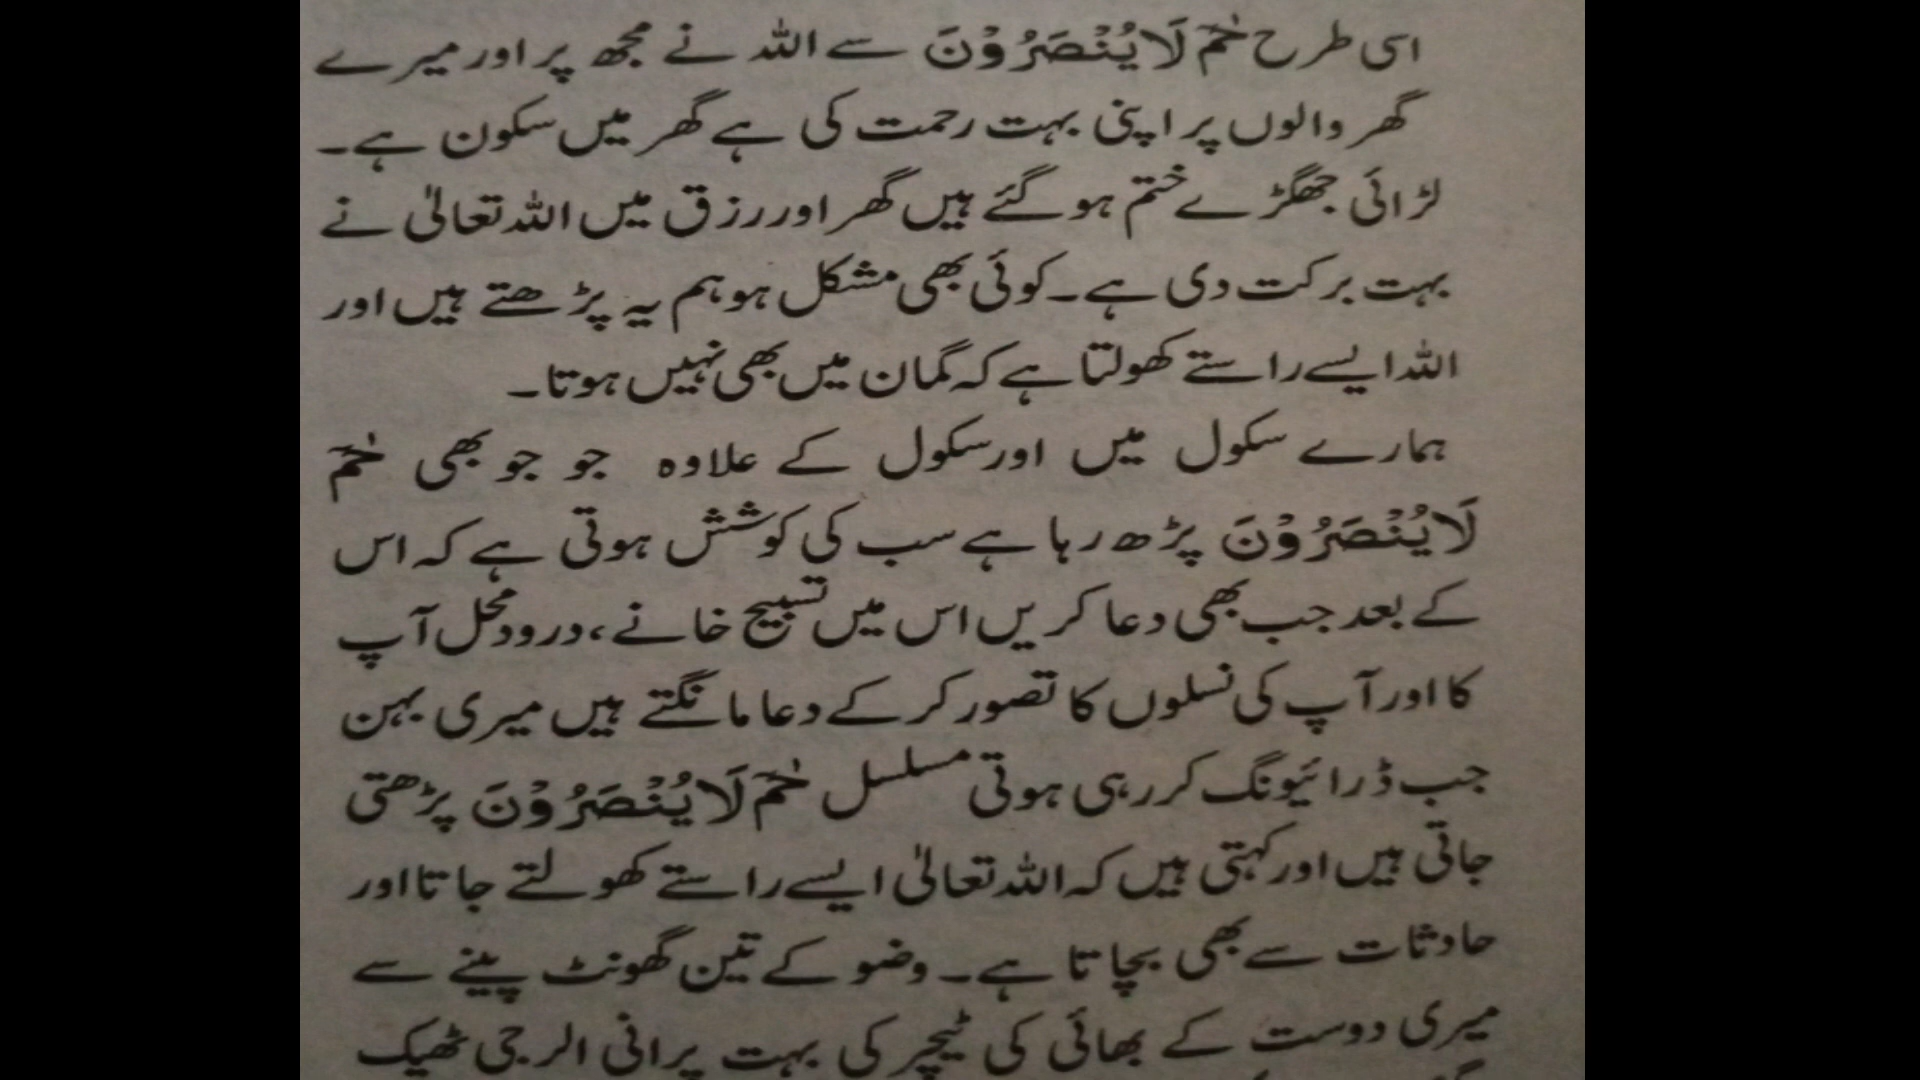 اسی طرح حٰمٓ لَا یُنْصَرُوْنَ سے اللہ نے مجھ پر اور میرے
گھر والوں پر اپنی بہت رحمت کی ہے گھر میں سکون ہے۔
لڑائی جھگڑے ختم ہو گئے ہیں گھر اور رزق میں اللہ تعالیٰ نے
بہت برکت دی ہے۔ کوئی بھی مشکل ہو ہم یہ پڑھتے ہیں اور
اللہ ایسے راستے کھولتا ہے کہ گمان میں بھی نہیں ہوتا۔
ہمارے سکول میں اور سکول کے علاوہ جو جو بھی حٰمٓ
لَا یُنْصَرُوْنَ پڑھ رہا ہے سب کی کوشش ہوتی ہے کہ اس
کے بعد جب بھی دعا کریں اس میں تسبیح خانے، درود محل آپ
کا اور آپ کی نسلوں کا تصور کر کے دعا مانگتے ہیں میری بہن
جب ڈرائیونگ کر رہی ہوتی مسلسل حٰمٓ لَا یُنْصَرُوْنَ پڑھتی
جاتی ہیں اور کہتی ہیں کہ اللہ تعالیٰ ایسے راستے کھولتے جاتا اور
حادثات سے بھی بچاتا ہے۔ وضو کے تین گھونٹ پینے سے
میری دوست کے بھائی کی ٹیچر کی بہت پرانی الرجی ٹھیک